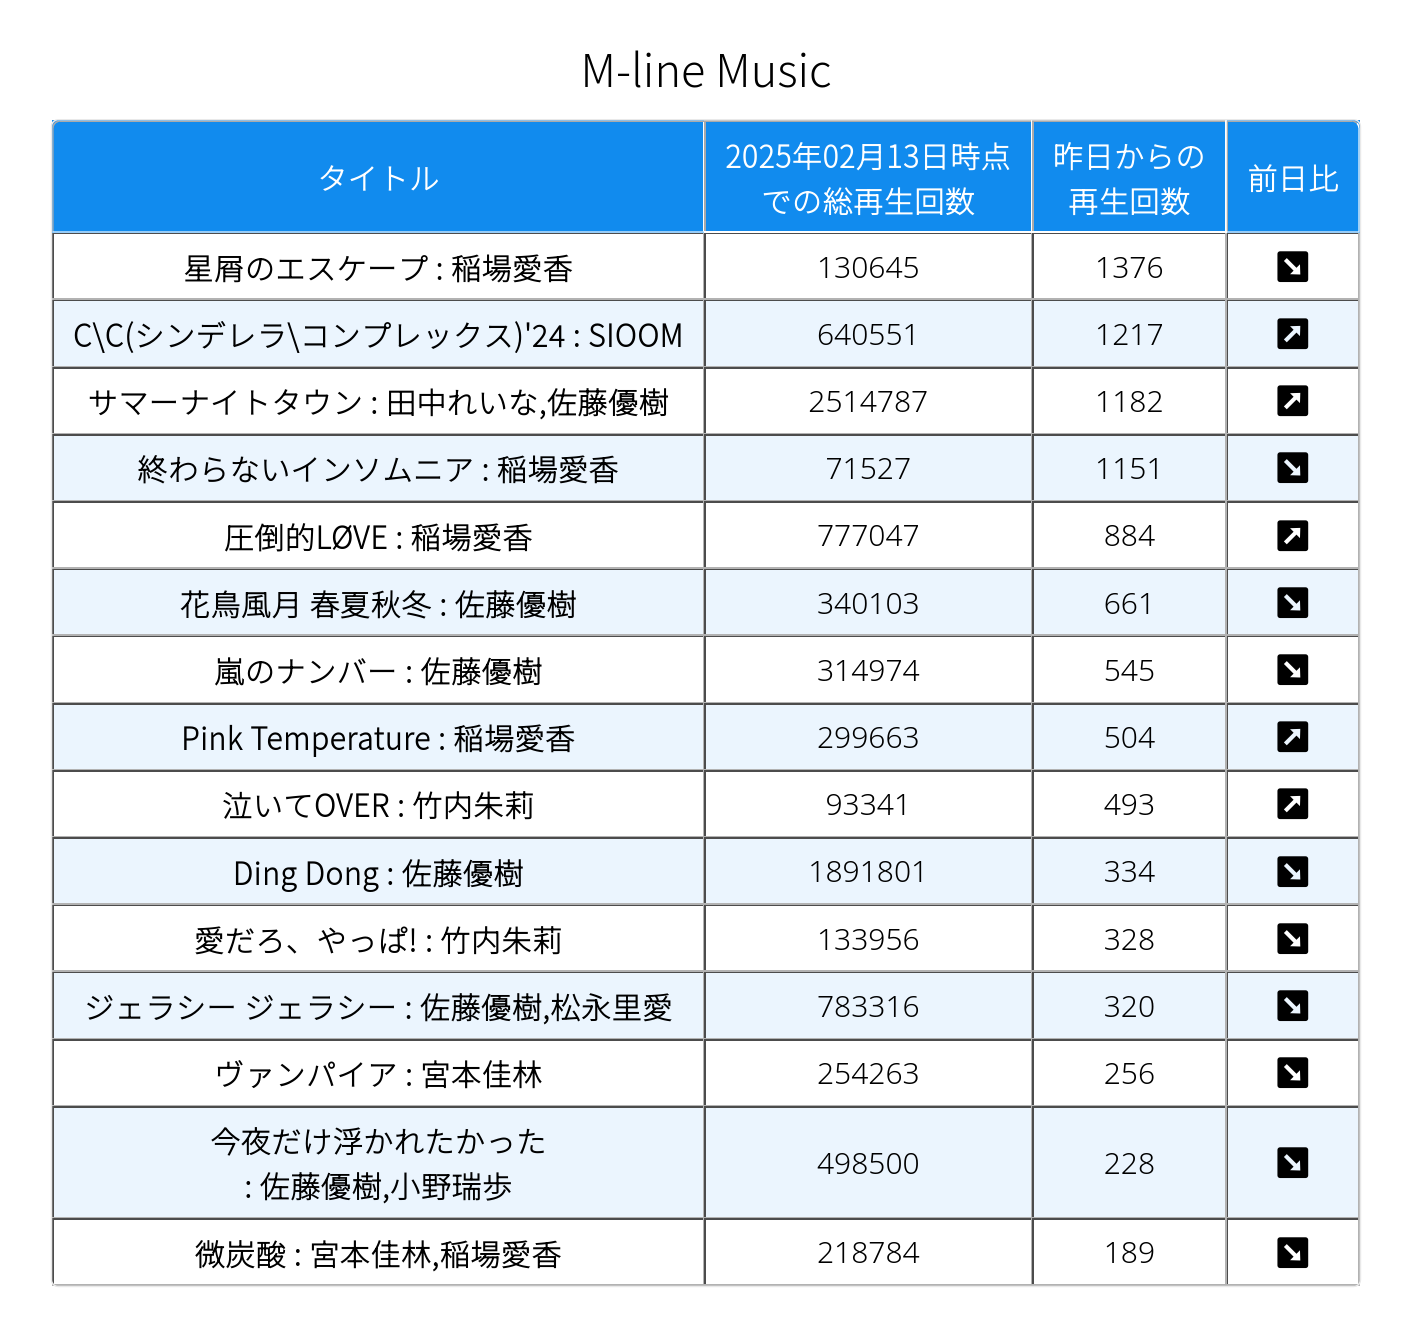 M-line Music
タイトル
2025年02月13日時点
での総再生回数
昨日からの
再生回数
前日比
星屑のエスケープ : 稲場愛香 130645 1376
C\C(シンデレラ\コンプレックス)'24 : SIOOM 640551 1217
サマーナイトタウン : 田中れいな,佐藤優樹 2514787 1182
終わらないインソムニア : 稲場愛香 71527 1151
圧倒的LØVE : 稲場愛香 777047 884
花鳥風月 春夏秋冬 : 佐藤優樹 340103 661
嵐のナンバー : 佐藤優樹 314974 545
Pink Temperature : 稲場愛香 299663 504
泣いてOVER : 竹内朱莉 93341 493
Ding Dong : 佐藤優樹 1891801 334
愛だろ、やっぱ! : 竹内朱莉 133956 328
ジェラシー ジェラシー : 佐藤優樹,松永里愛 783316 320
ヴァンパイア : 宮本佳林 254263 256
今夜だけ浮かれたかった
: 佐藤優樹,小野瑞歩 498500 228
微炭酸 : 宮本佳林,稲場愛香 218784 189